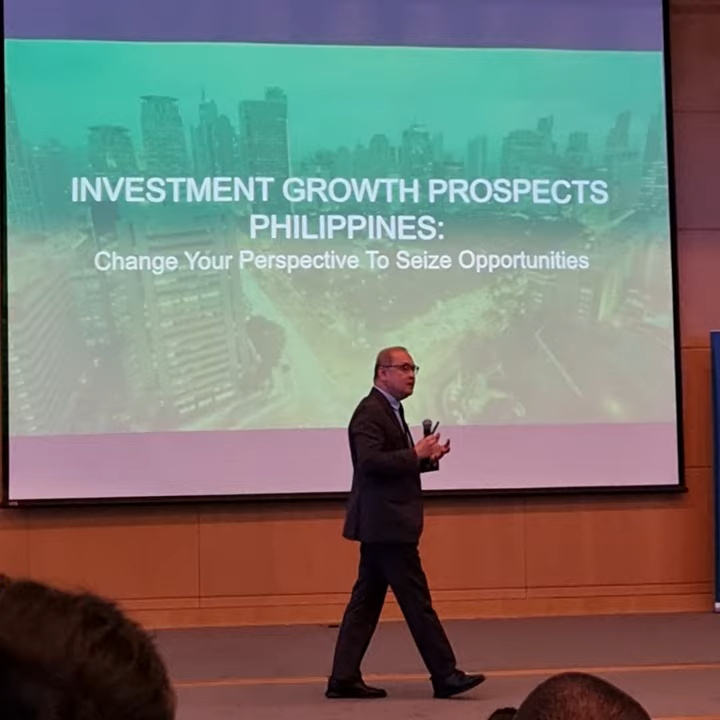 INVESTMENT GROWTH PROSPECTS
PHILIPPINES:
Change Your Perspective To Seize Opportunities